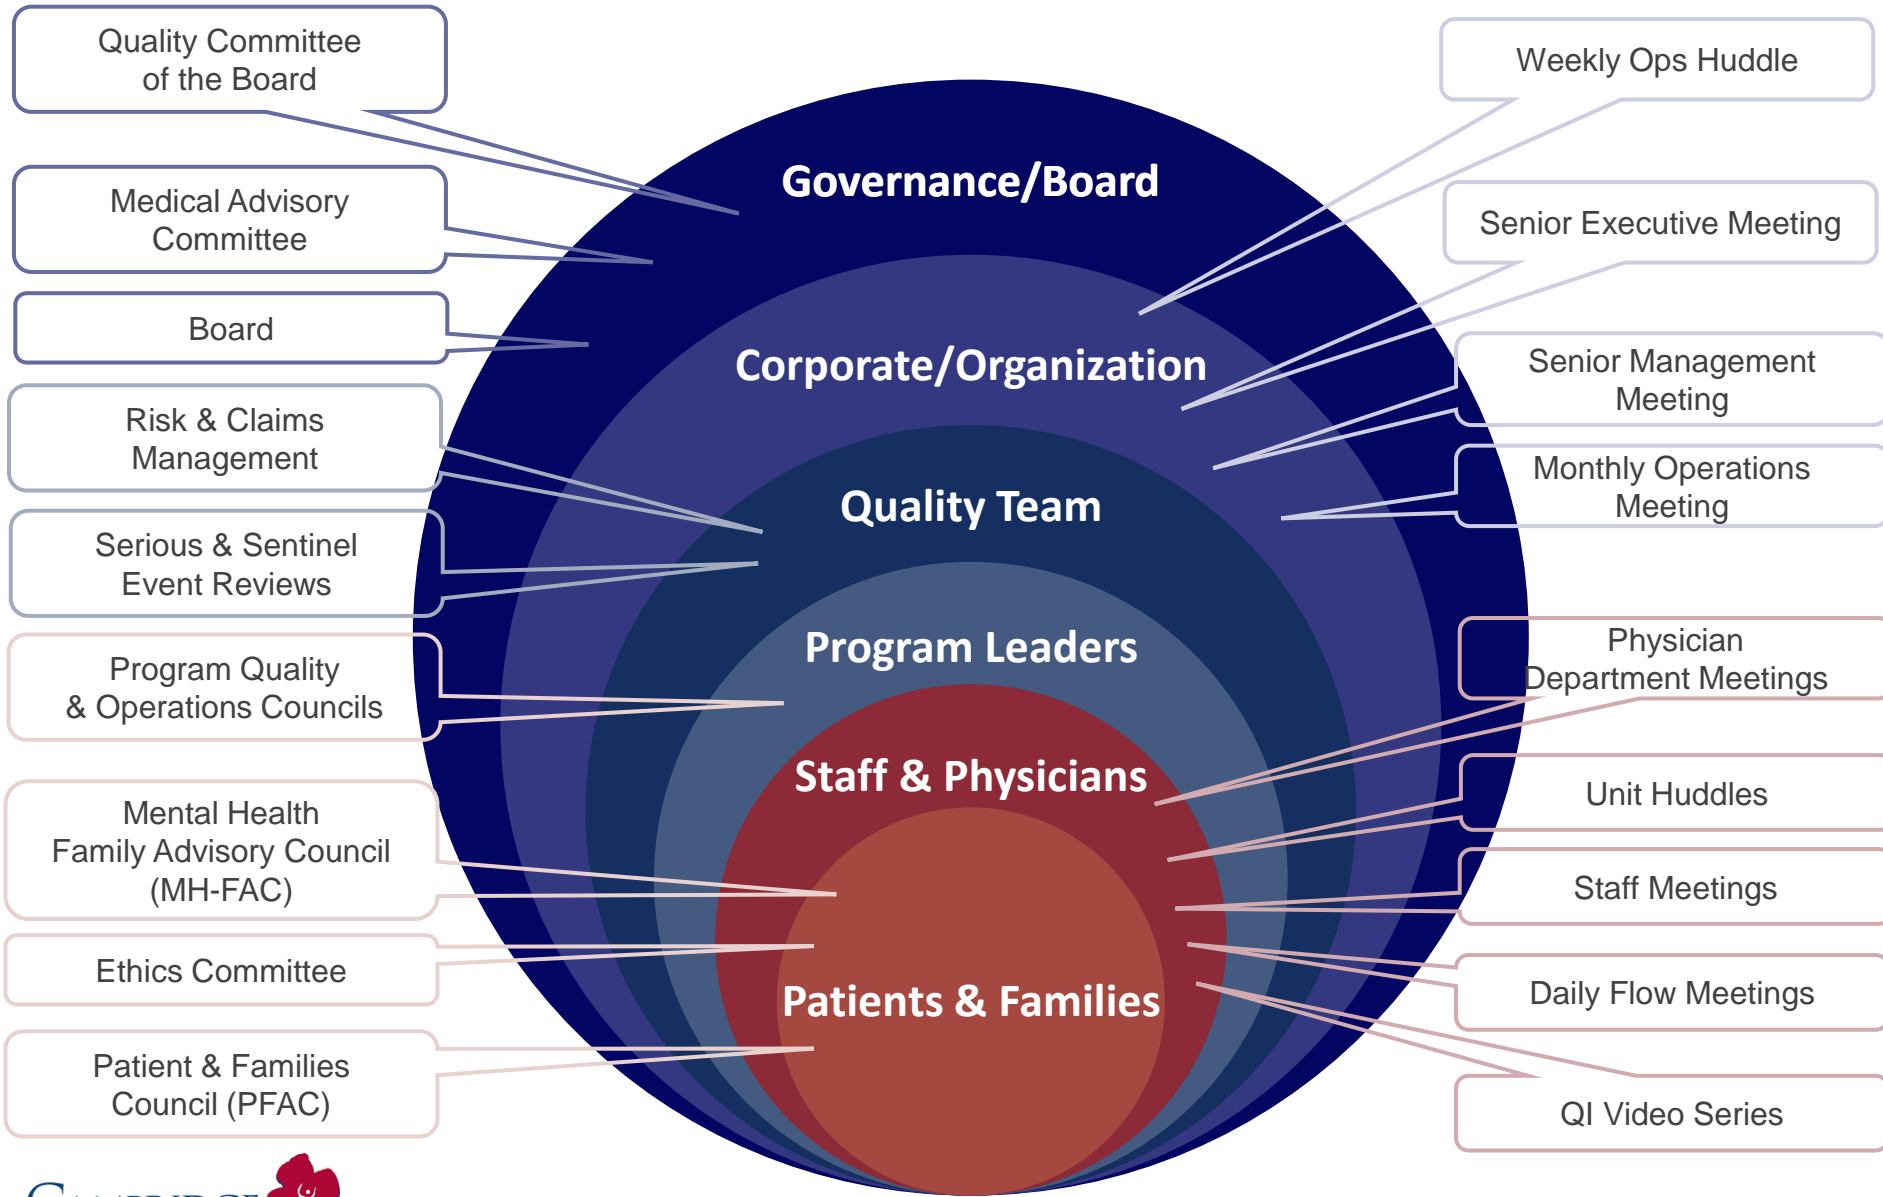 Quality Committee
of the Board
Medical Advisory
Committee
Board
Risk & Claims
Management
Serious & Sentinel
Event Reviews
Program Quality
& Operations Councils
Mental Health
Family Advisory Council
(MH-FAC)
Ethics Committee
Patient & Families
Council (PFAC)
Governance/Board
Corporate/Organization
Quality Team
Program Leaders
Staff & Physicians
Patients & Families
Weekly Ops Huddle
Senior Executive Meeting
Senior Management
Meeting
Monthly Operations
Meeting
Physician
Department Meetings
Unit Huddles
Staff Meetings
Daily Flow Meetings
QI Video Series
CAMBRIDGE